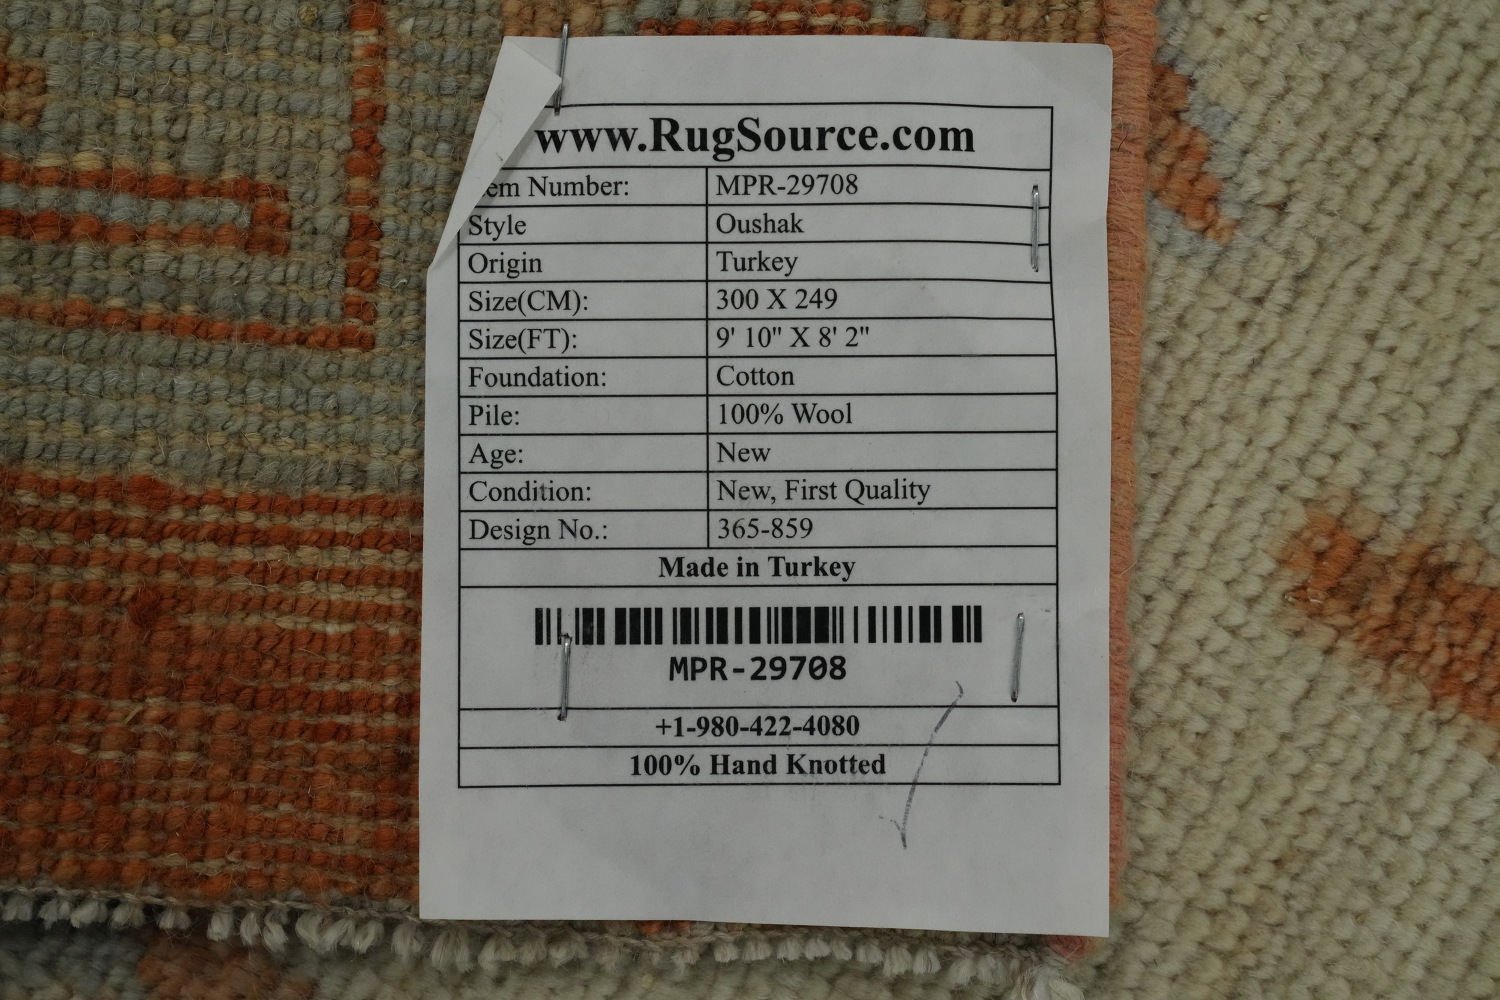 www.RugSource.com
em Number: MPR-29708
Style Oushak
Origin Turkey
Size(CM): 300 X 249
Size(FT): 9' 10" X 8' 2"
Foundation: Cotton
Pile: 100% Wool
Age: New
Condition: New, First Quality
Design No.: 365-859
Made in Turkey
MPR-29708
+1-980-422-4080
100% Hand Knotted